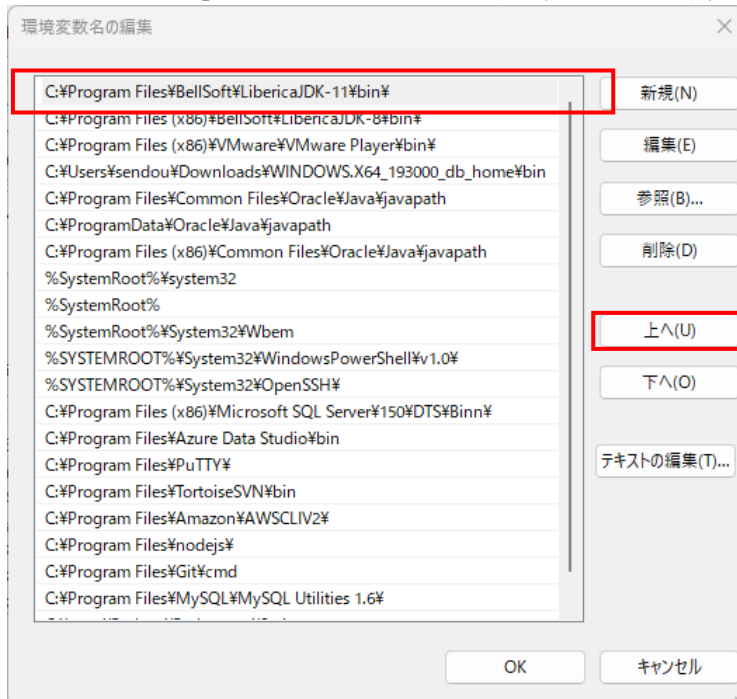 環境変数名の編集
C:¥Program Files¥BellSoft¥LibericaJDK-11¥bin¥
C:¥Program Files (x86)¥BellSoft¥LibericaJDK-8¥bin¥
C:¥Program Files (x86)¥VMware¥VMware Player¥bin¥
C:¥Users¥sendou¥Downloads¥WINDOWS.X64_193000_db_home¥bin
C:¥Program Files¥Common Files¥Oracle¥Java¥javapath
C:¥ProgramData¥Oracle¥Java¥javapath
C:¥Program Files (x86)¥Common Files¥Oracle¥Java¥javapath
%SystemRoot%¥system32
%SystemRoot%
%SystemRoot%¥System32¥Wbem
%SYSTEMROOT%¥System32¥WindowsPowerShell¥v1.0¥
%SYSTEMROOT%¥System32¥OpenSSH¥
C:¥Program Files (x86)¥Microsoft SQL Server¥150¥DTS¥Binn¥
C:¥Program Files¥Azure Data Studio¥bin
C:¥Program Files¥PuTTY¥
C:¥Program Files¥TortoiseSVN¥bin
C:¥Program Files¥Amazon¥AWSCLIV2¥
C:¥Program Files¥nodejs¥
C:¥Program Files¥Git¥cmd
C:¥Program Files¥MySQL¥MySQL Utilities 1.6¥
新規(N)
編集(E)
参照(B)...
削除(D)
上へ(U)
下へ(O)
テキストの編集(T)...
OK
キャンセル